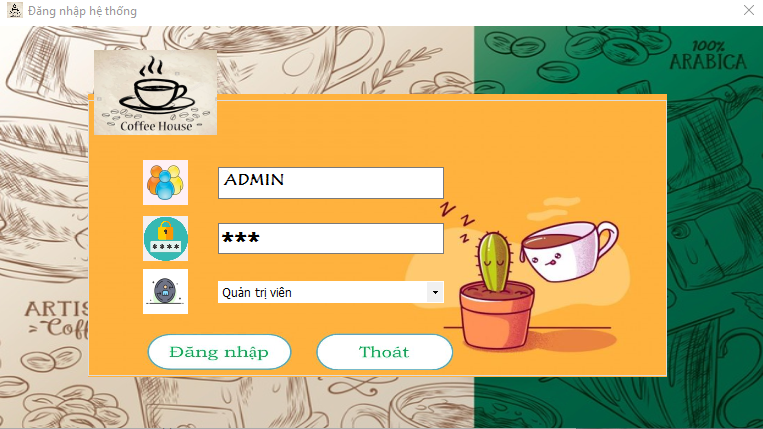 Đăng nhập hệ thống
100%
ARABICA
Coffee House
ADMIN
***
****
Quản trị viên
ARTIS
Coff
Đăng nhập
Thoát